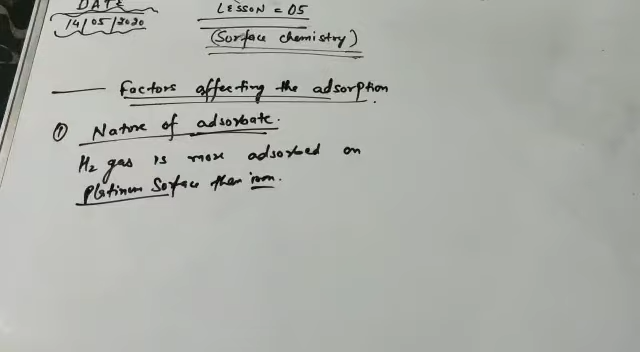 DATE
14/05/2020
LESSON = 05
(Surface chemistry)
Factors affecting the adsorption
① Nature of adsorbate.
H₂ gas is more adsorbed on
Platinum Surface than iron.